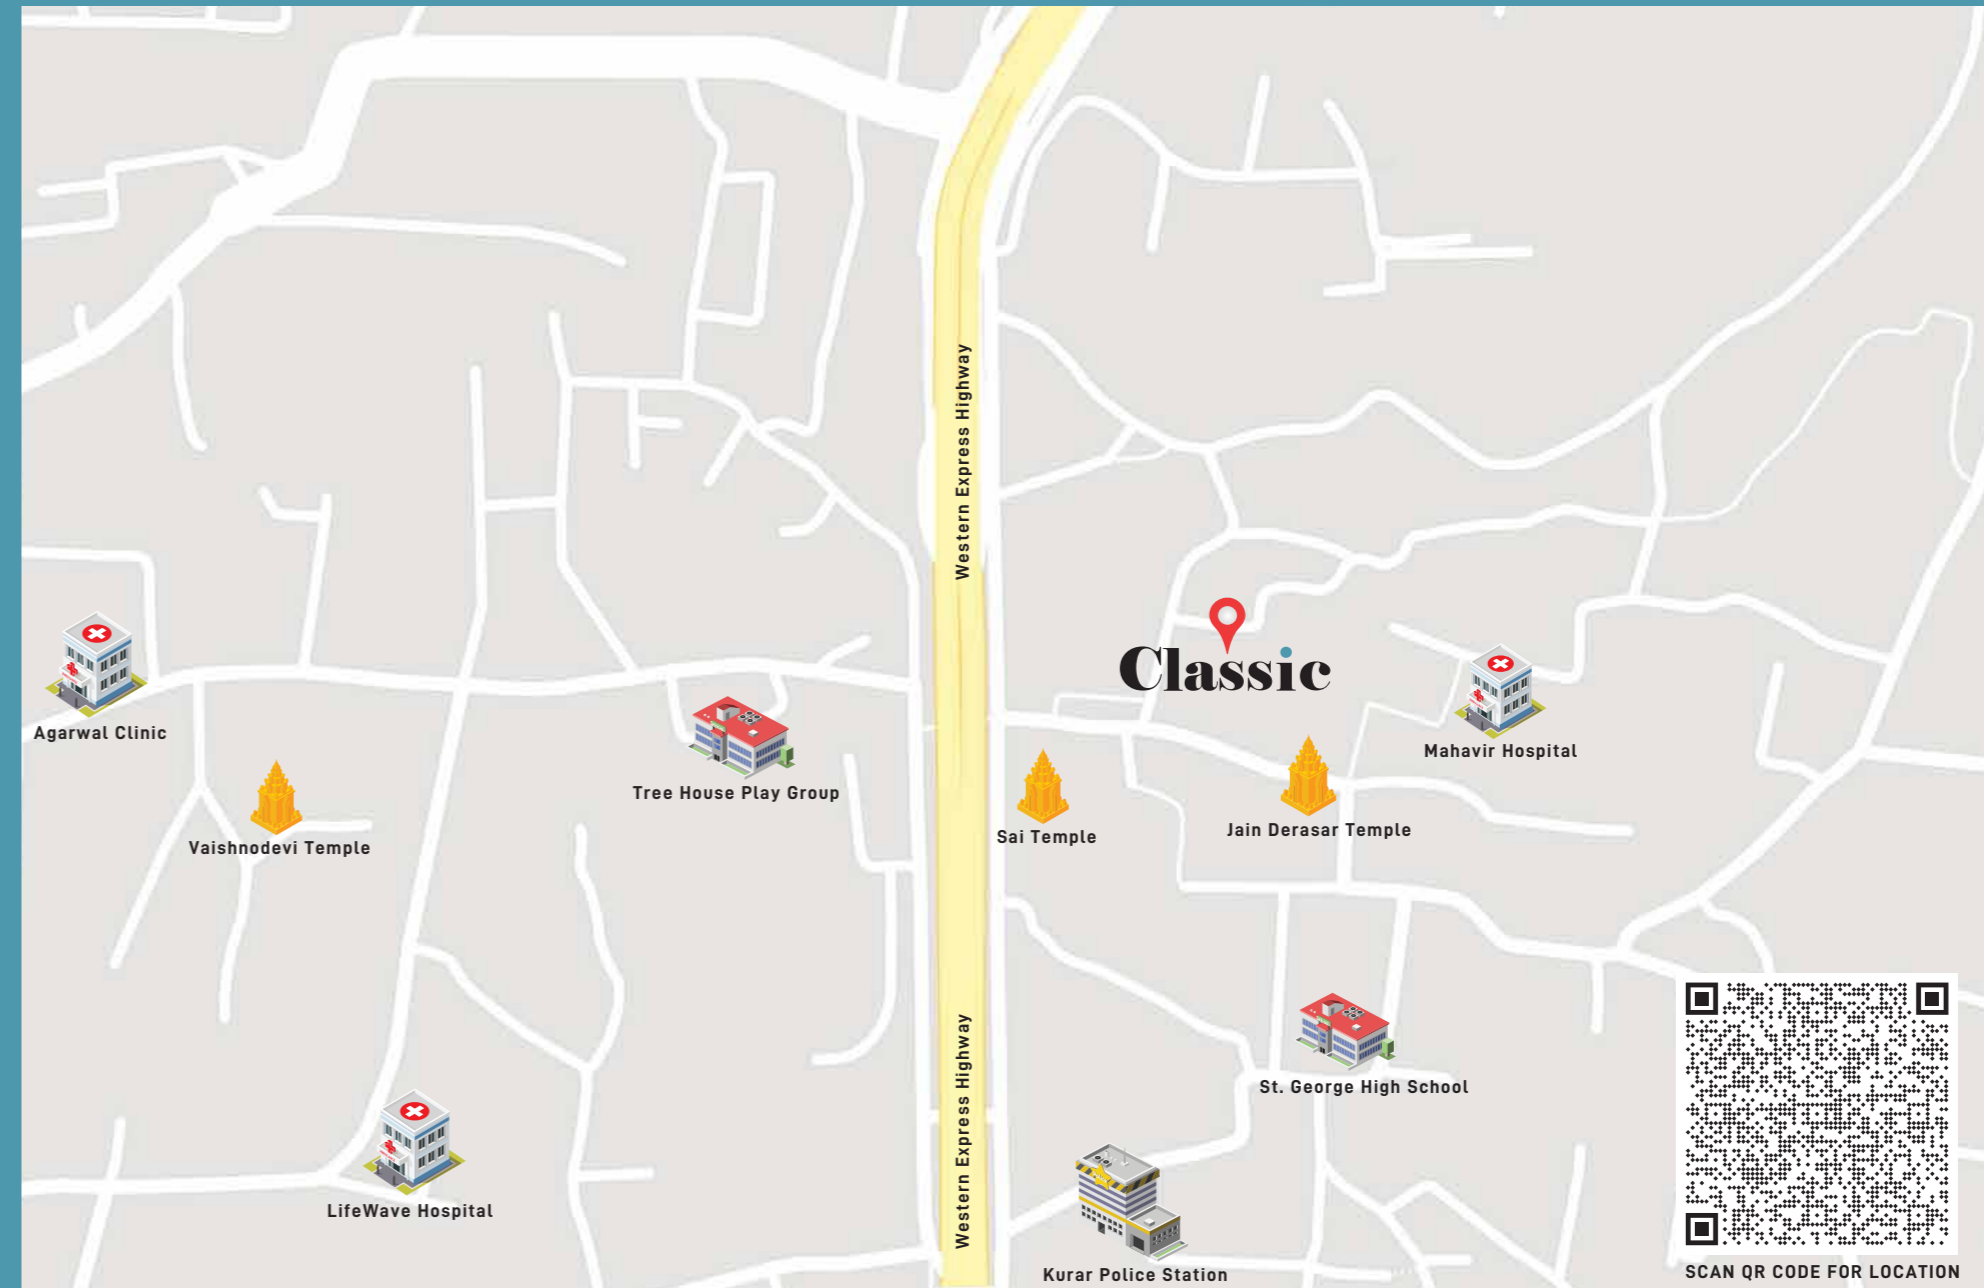 Western Express Highway
Classic
Agarwal Clinic
Mahavir Hospital
Tree House Play Group
Jain Derasar Temple
Sai Temple
Vaishnodevi Temple
St. George High School
Western Express Highway
LifeWave Hospital
Kurar Police Station
SCAN QR CODE FOR LOCATION